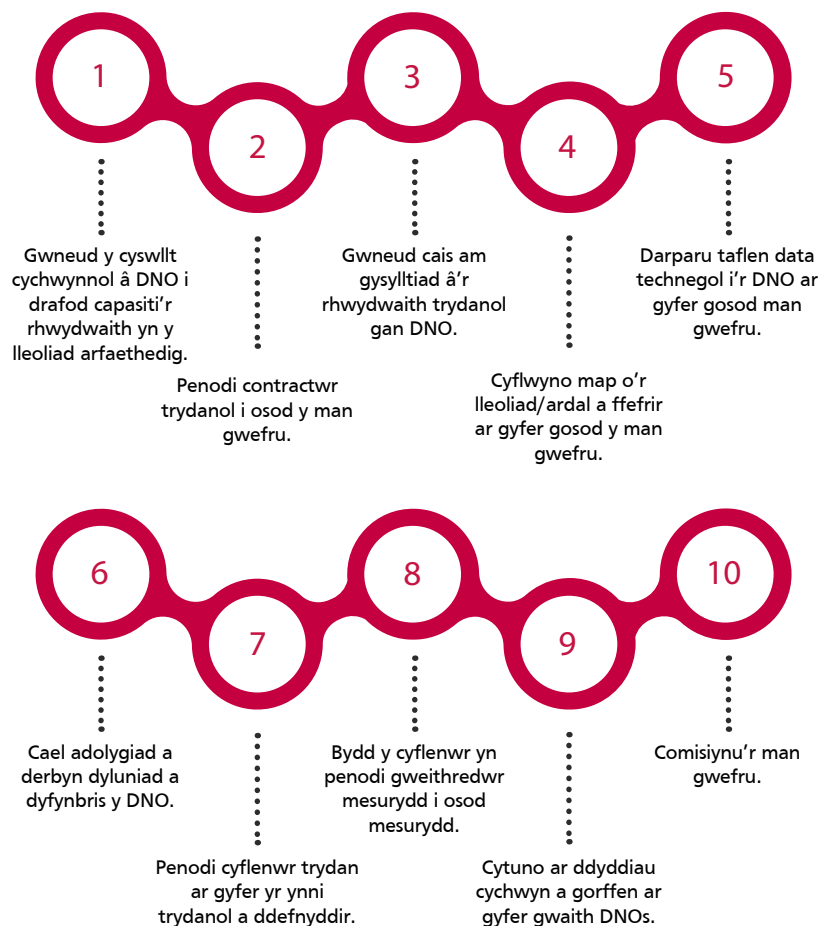 1
Gwneud y cyswllt
cychwynnol â DNO i
drafod capasiti’r
rhwydwaith yn y
lleoliad arfaethedig.
2
Penodi contractwr
trydanol i osod y man
gwefru.
3
Gwneud cais am
gysylltiad â’r
rhwydwaith trydanol
gan DNO.
4
Cyflwyno map o’r
lleoliad/ardal a ffefrir
ar gyfer gosod y man
gwefru.
5
Darparu taflen data
technegol i’r DNO ar
gyfer gosod man
gwefru.
6
Cael adolygiad a
derbyn dyluniad a
dyfynbris y DNO.
7
Penodi cyflenwr trydan
ar gyfer yr ynni
trydanol a ddefnyddir.
8
Bydd y cyflenwr yn
penodi gweithredwr
mesurydd i osod
mesurydd.
9
Cytuno ar ddyddiau
cychwyn a gorffen ar
gyfer gwaith DNOs.
10
Comisiynu’r man
gwefru.